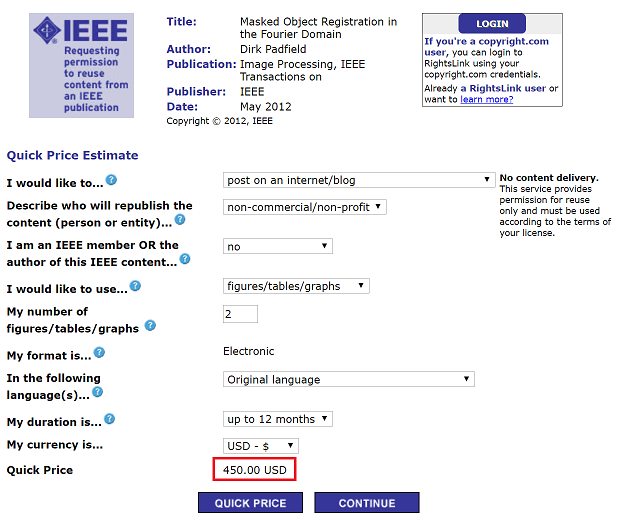 IEEE
Requesting
permission
to reuse
content from
an IEEE
publication
Title: Masked Object Registration in
the Fourier Domain
Author: Dirk Padfield
Publication: Image Processing, IEEE
Transactions on
Publisher: IEEE
Date: May 2012
Copyright © 2012, IEEE
LOGIN
If you're a copyright.com
user, you can login to
RightsLink using your
copyright.com credentials.
Already a RightsLink user or
want to learn more?
Quick Price Estimate
I would like to... ? post on an internet/blog
Describe who will republish the
content (person or entity)... ? non-commercial/non-profit
I am an IEEE member OR the
author of this IEEE content... ? no
I would like to use... ? figures/tables/graphs
My number of
figures/tables/graphs ? 2
My format is... ? Electronic
In the following
language(s)... ? Original language
My duration is... ? up to 12 months
My currency is... USD - $
Quick Price 450.00 USD
No content delivery.
This service provides
permission for reuse
only and must be used
according to the terms of
your license.
QUICK PRICE CONTINUE